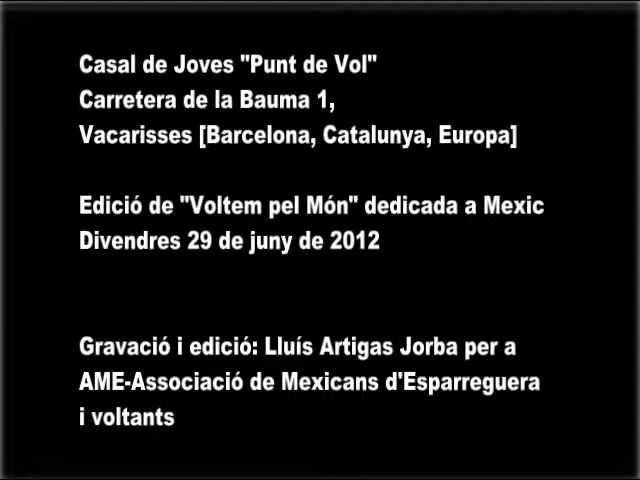 Casal de Joves "Punt de Vol"
Carretera de la Bauma 1,
Vacarisses [Barcelona, Catalunya, Europa]
Edició de "Voltem pel Món" dedicada a Mexic
Divendres 29 de juny de 2012
Gravació i edició: Lluís Artigas Jorba per a
AME-Associació de Mexicans d'Esparreguera
i voltants